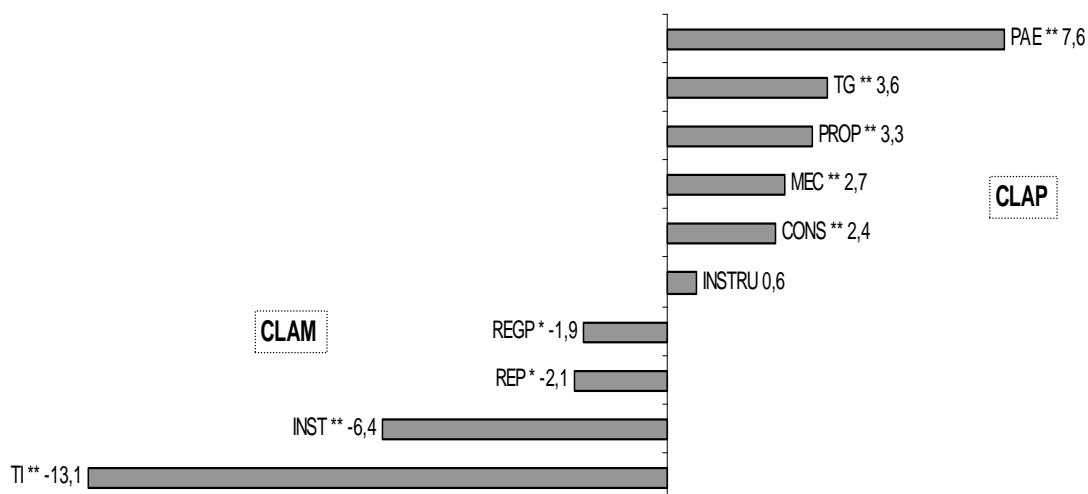 PAE ** 7,6
TG ** 3,6
PROP ** 3,3
MEC ** 2,7
CLAP
CONS ** 2,4
INSTRU 0,6
CLAM
REGP * -1,9
REP * -2,1
INST ** -6,4
TI ** -13,1